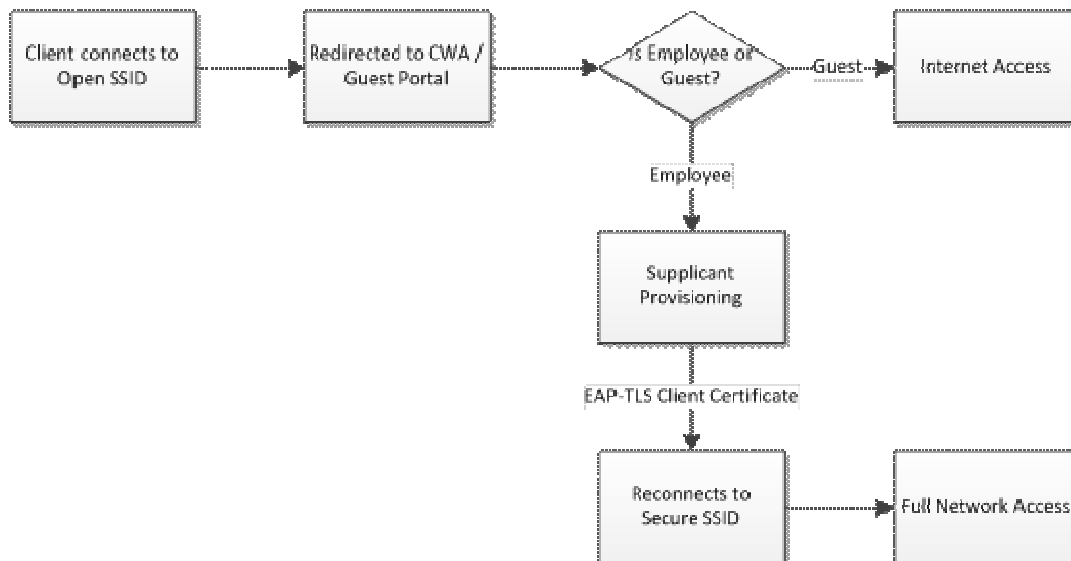 Client connects to
Open SSID
Redirected to CWA /
Guest Portal
Is Employee or
Guest?
Guest
Internet Access
Employee
Supplicant
Provisioning
EAP-TLS Client Certificate
Reconnects to
Secure SSID
Full Network Access